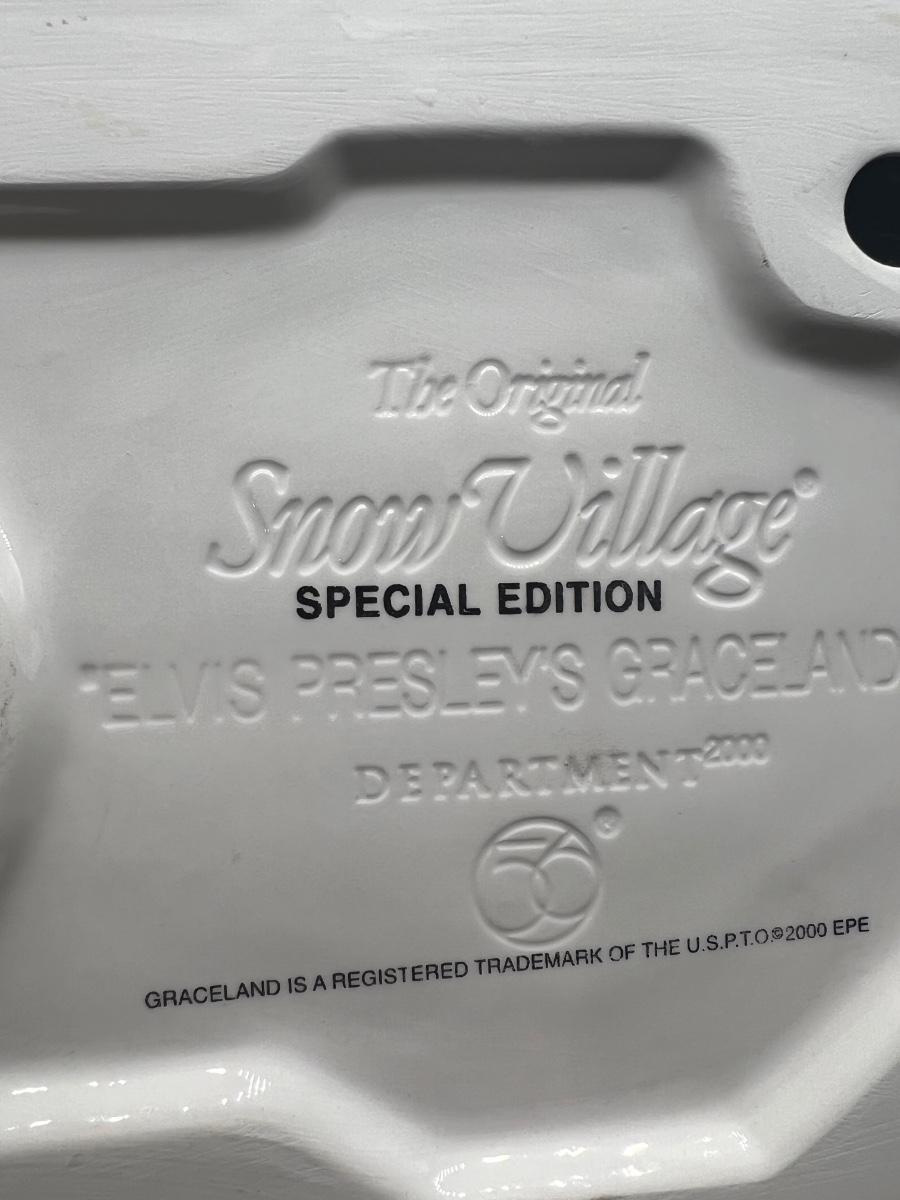 The Original
Snow Village®
SPECIAL EDITION
"ELVIS PRESLEY'S GRACELAND
DEPARTMENT 2000
56®
GRACELAND IS A REGISTERED TRADEMARK OF THE U.S.P.T.O.© 2000 EPE